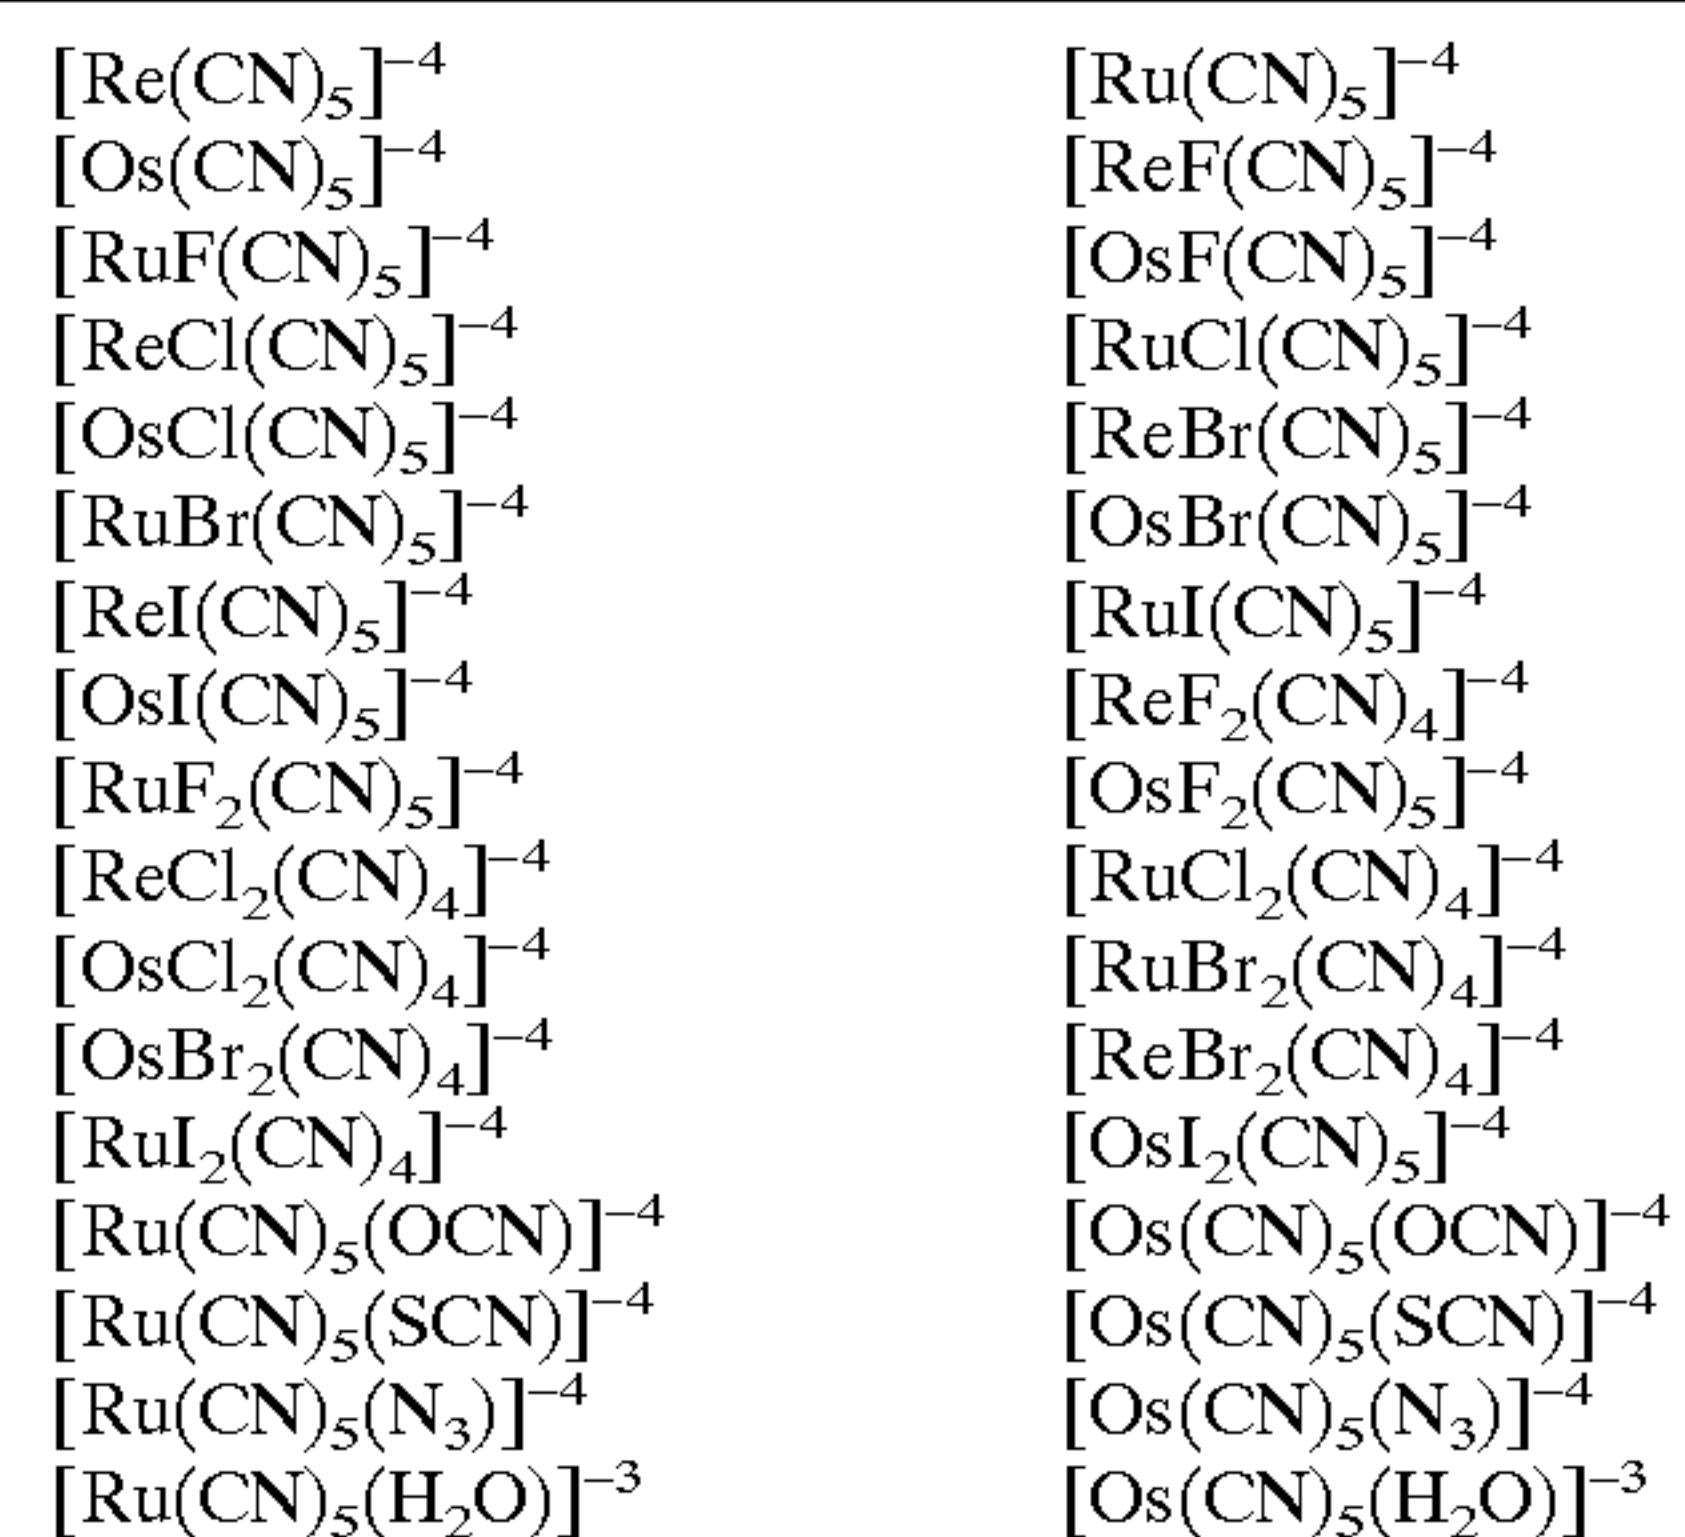 [Re(CN)₅]⁻⁴ [Ru(CN)₅]⁻⁴
[Os(CN)₅]⁻⁴ [ReF(CN)₅]⁻⁴
[RuF(CN)₅]⁻⁴ [OsF(CN)₅]⁻⁴
[ReCl(CN)₅]⁻⁴ [RuCl(CN)₅]⁻⁴
[OsCl(CN)₅]⁻⁴ [ReBr(CN)₅]⁻⁴
[RuBr(CN)₅]⁻⁴ [OsBr(CN)₅]⁻⁴
[ReI(CN)₅]⁻⁴ [RuI(CN)₅]⁻⁴
[OsI(CN)₅]⁻⁴ [ReF₂(CN)₄]⁻⁴
[RuF₂(CN)₅]⁻⁴ [OsF₂(CN)₅]⁻⁴
[ReCl₂(CN)₄]⁻⁴ [RuCl₂(CN)₄]⁻⁴
[OsCl₂(CN)₄]⁻⁴ [RuBr₂(CN)₄]⁻⁴
[OsBr₂(CN)₄]⁻⁴ [ReBr₂(CN)₄]⁻⁴
[RuI₂(CN)₄]⁻⁴ [OsI₂(CN)₅]⁻⁴
[Ru(CN)₅(OCN)]⁻⁴ [Os(CN)₅(OCN)]⁻⁴
[Ru(CN)₅(SCN)]⁻⁴ [Os(CN)₅(SCN)]⁻⁴
[Ru(CN)₅(N₃)]⁻⁴ [Os(CN)₅(N₃)]⁻⁴
[Ru(CN)₅(H₂O)]⁻³ [Os(CN)₅(H₂O)]⁻³